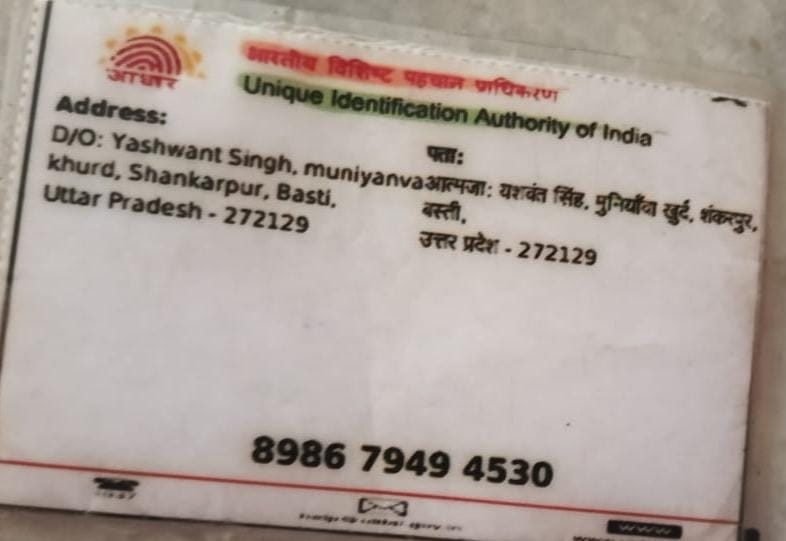 आधार
भारतीय विशिष्ट पहचान प्राधिकरण
Unique Identification Authority of India
Address:
D/O: Yashwant Singh, muniyanva
khurd, Shankarpur, Basti,
Uttar Pradesh - 272129
पता:
आत्मजा: यशवंत सिंह, मुनियाँवा खुर्द, शंकरपुर,
बस्ती,
उत्तर प्रदेश - 272129
8986 7949 4530
www